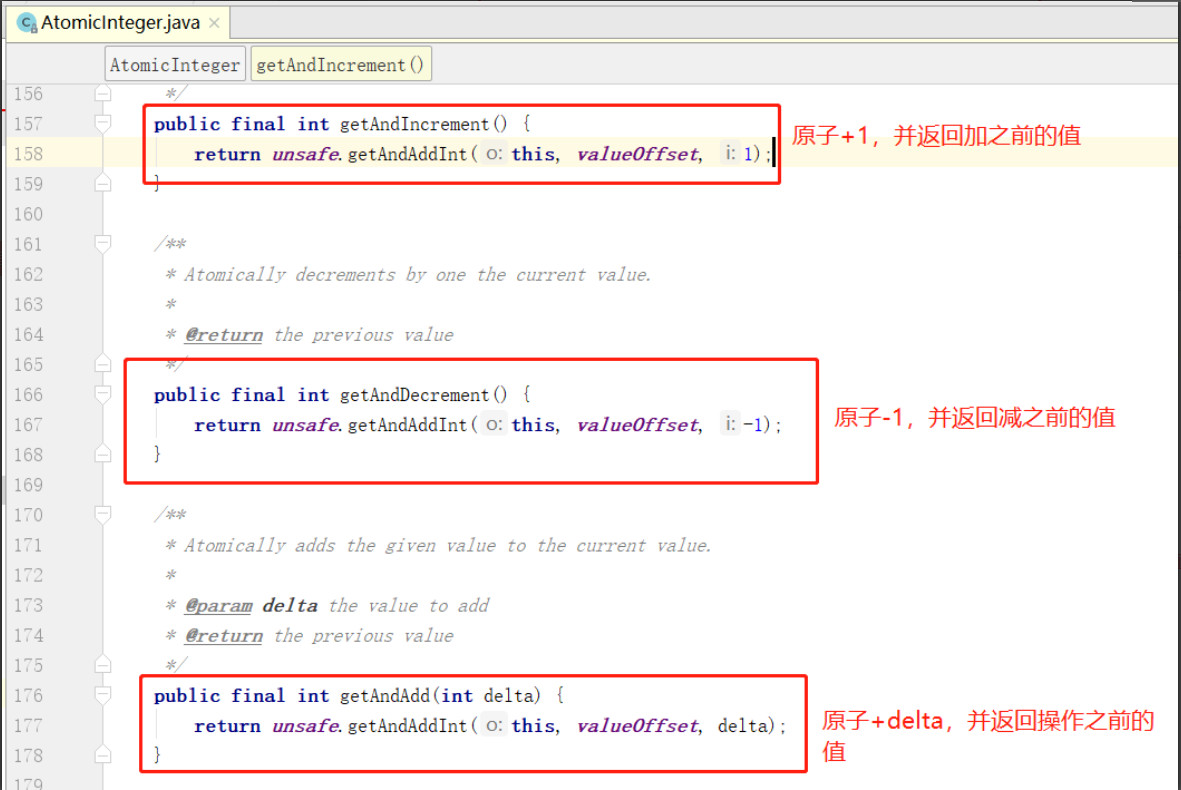 AtomicInteger.java ×
AtomicInteger getAndIncrement()
156 */
157 public final int getAndIncrement() {
158 return unsafe.getAndAddInt( o: this, valueOffset, i: 1);
原子+1，并返回加之前的值
159 }
160
161 /**
162 * Atomically decrements by one the current value.
163 *
164 * @return the previous value
165 */
166 public final int getAndDecrement() {
167 return unsafe.getAndAddInt( o: this, valueOffset, i: -1);
原子-1，并返回减之前的值
168 }
169
170 /**
171 * Atomically adds the given value to the current value.
172 *
173 * @param delta the value to add
174 * @return the previous value
175 */
176 public final int getAndAdd(int delta) {
177 return unsafe.getAndAddInt( o: this, valueOffset, delta);
原子+delta，并返回操作之前的
值
178 }
179